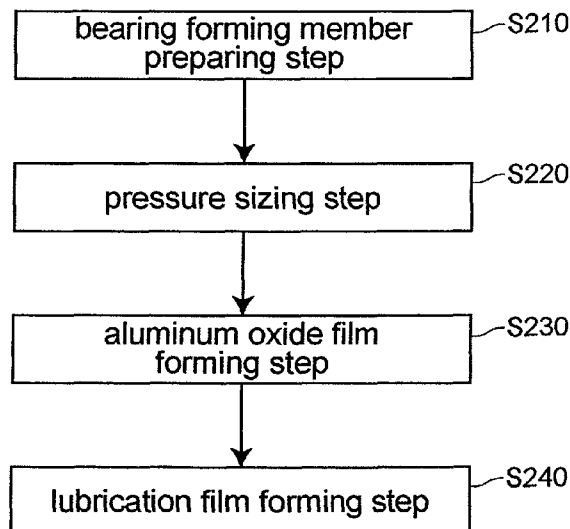 bearing forming member
preparing step
S210
pressure sizing step
S220
aluminum oxide film
forming step
S230
lubrication film forming step
S240